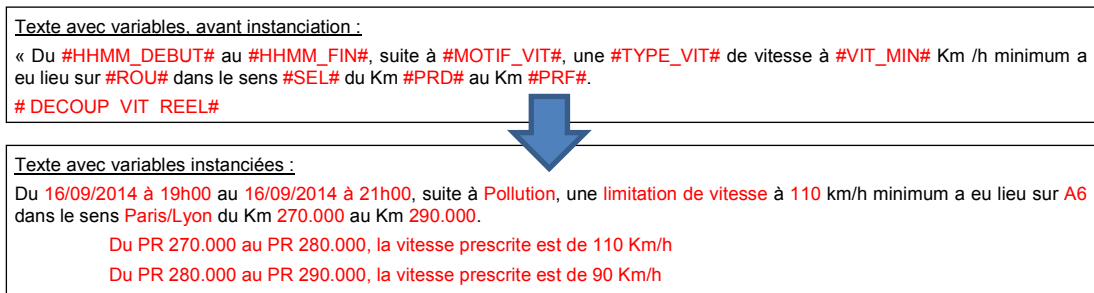 Texte avec variables, avant instanciation :
« Du #HHMM_DEBUT# au #HHMM_FIN#, suite à #MOTIF_VIT#, une #TYPE_VIT# de vitesse à #VIT_MIN# Km /h minimum a
eu lieu sur #ROU# dans le sens #SEL# du Km #PRD# au Km #PRF#.
# DECOUP VIT REEL#
Texte avec variables instanciées :
Du 16/09/2014 à 19h00 au 16/09/2014 à 21h00, suite à Pollution, une limitation de vitesse à 110 km/h minimum a eu lieu sur A6
dans le sens Paris/Lyon du Km 270.000 au Km 290.000.
Du PR 270.000 au PR 280.000, la vitesse prescrite est de 110 Km/h
Du PR 280.000 au PR 290.000, la vitesse prescrite est de 90 Km/h